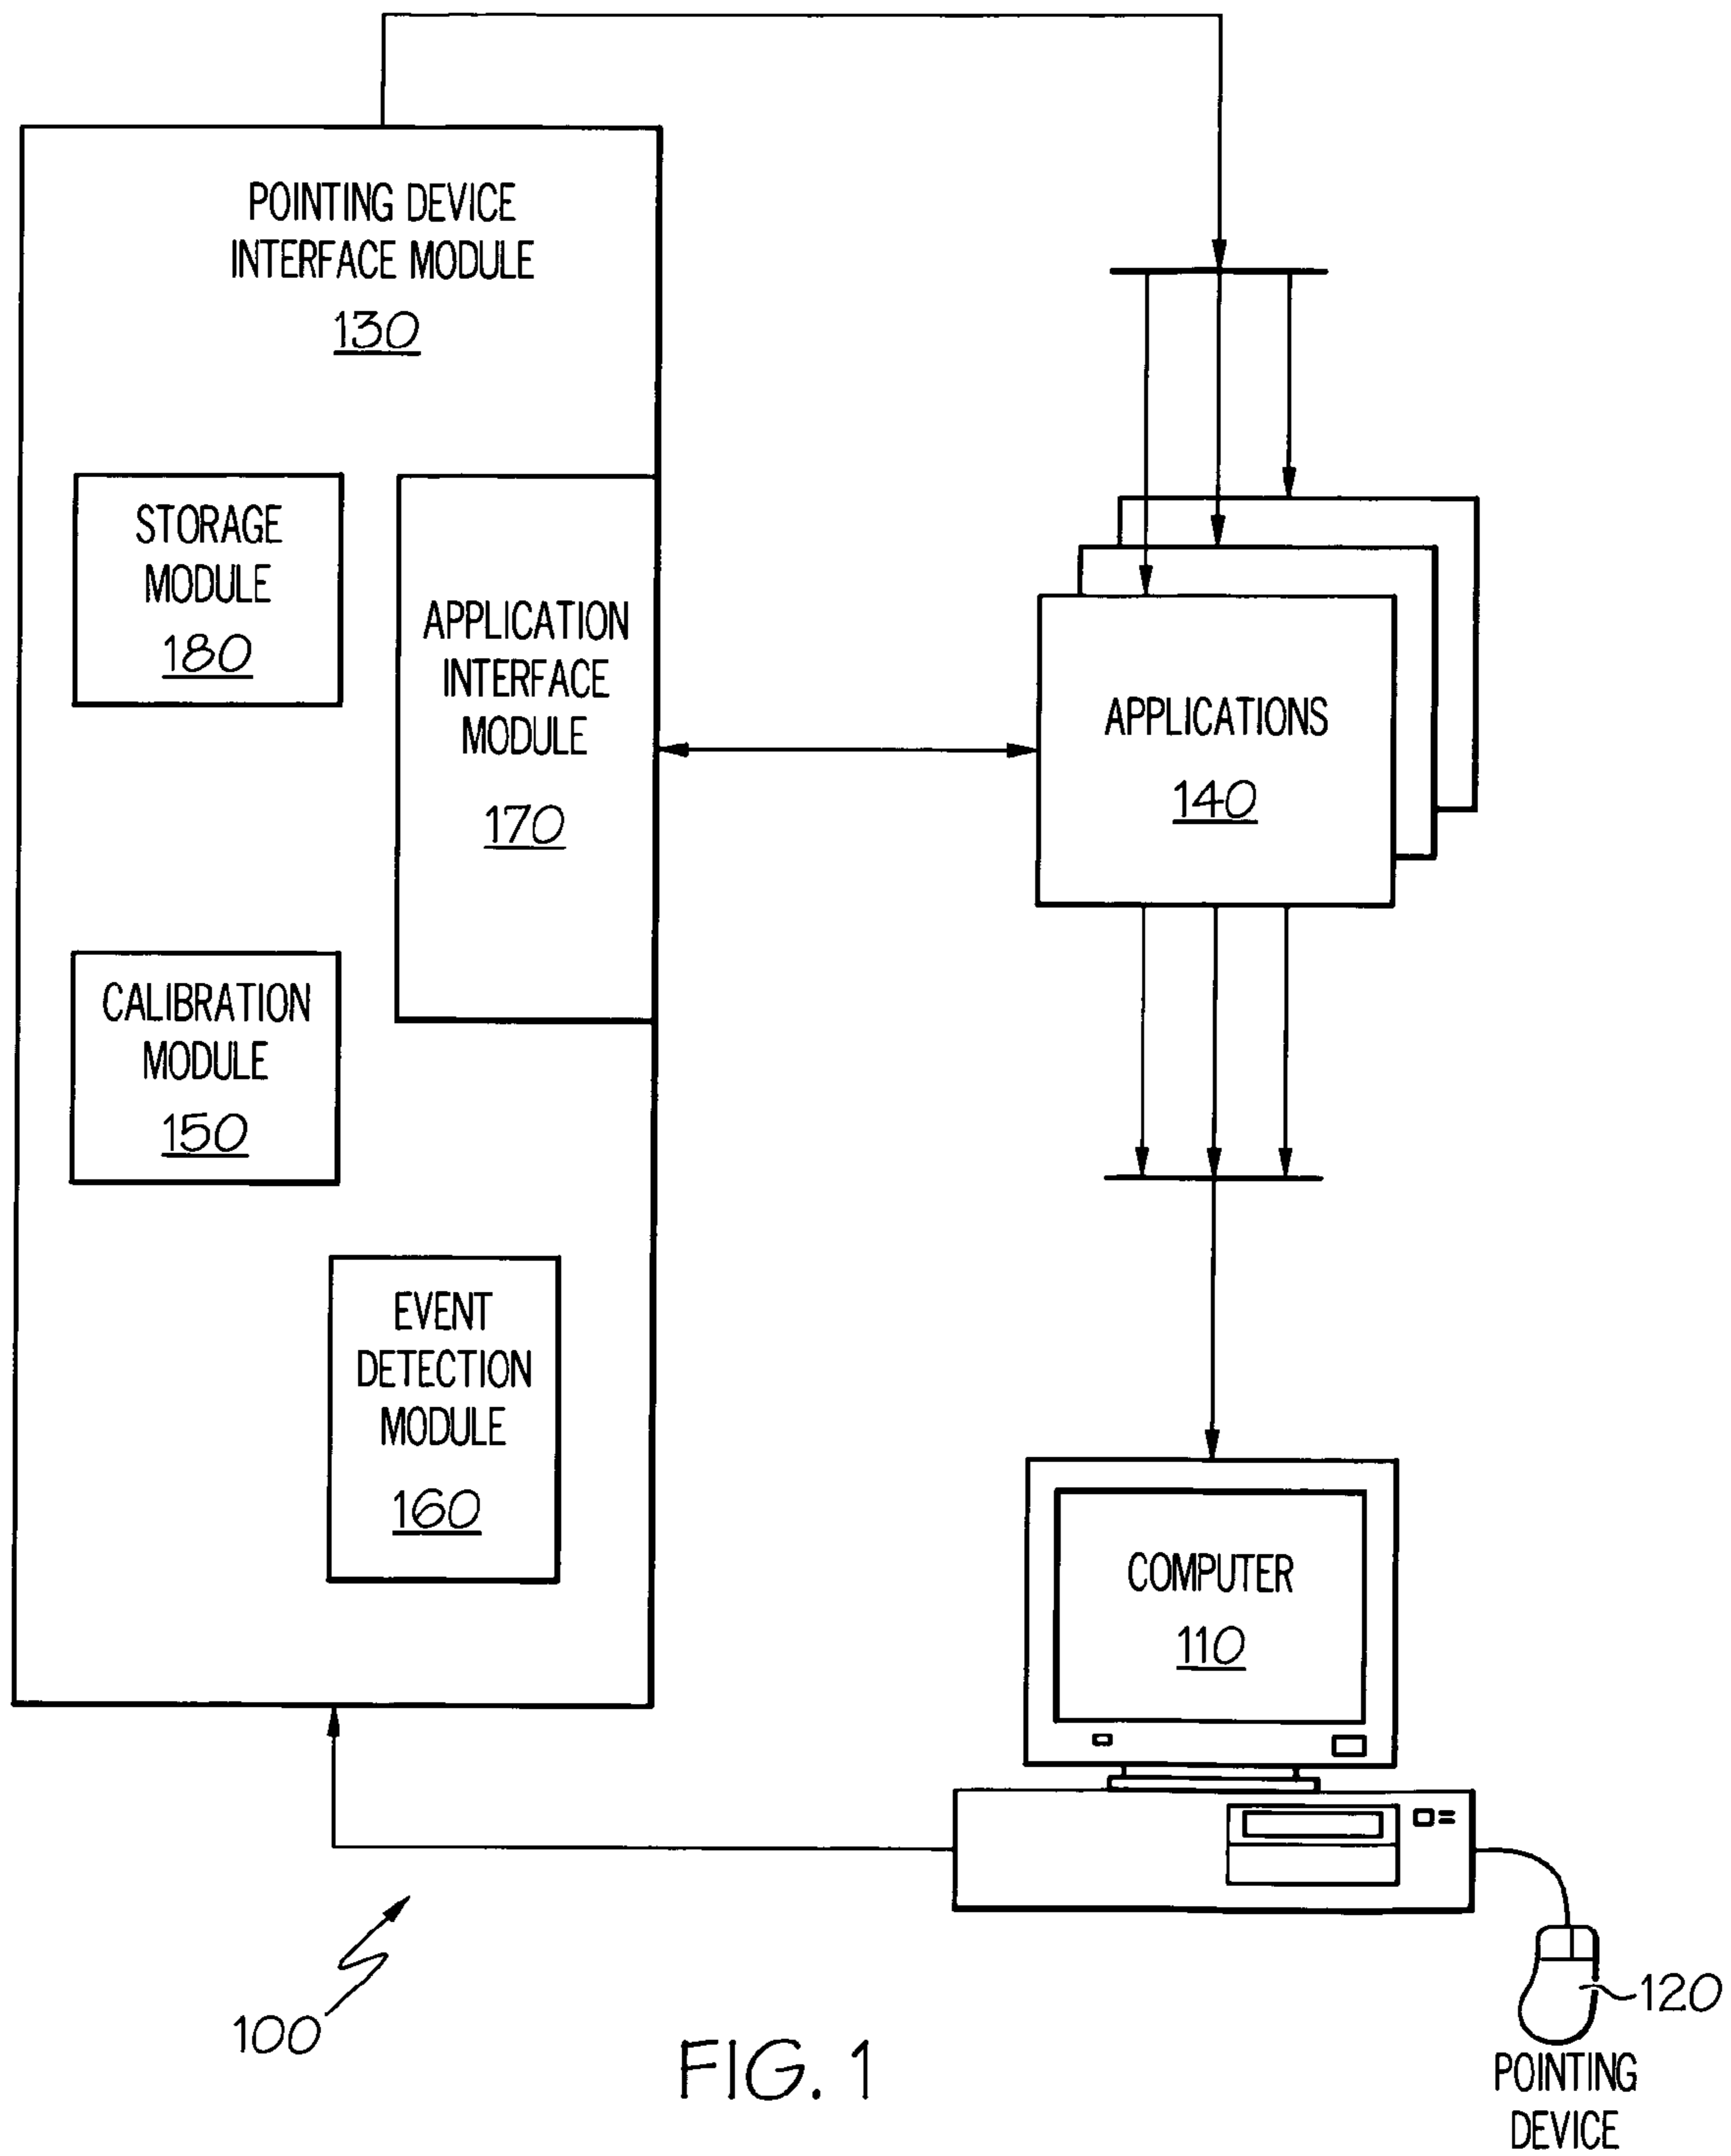 POINTING DEVICE
INTERFACE MODULE
130
STORAGE
MODULE
180
APPLICATION
INTERFACE
MODULE
170
APPLICATIONS
140
CALIBRATION
MODULE
150
EVENT
DETECTION
MODULE
160
COMPUTER
110
120
POINTING
DEVICE
100
FIG. 1